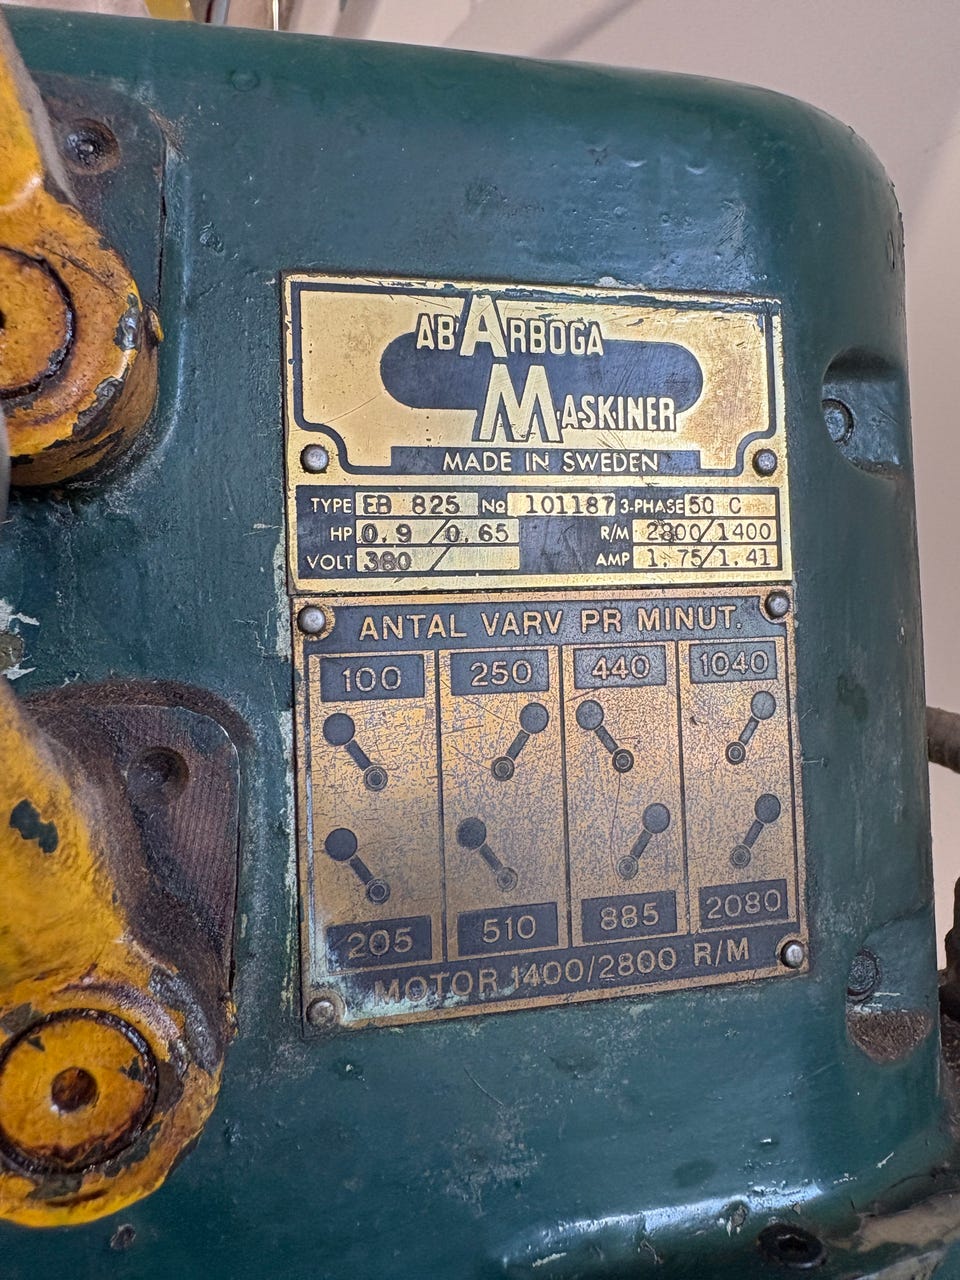 AB ARBOGA
MASKINER
MADE IN SWEDEN
TYPE EB 825 No 101187 3-PHASE 50 C
HP 0.9/0.65 R/M 2800/1400
VOLT 380/ AMP 1.75/1.41
ANTAL VARV PR MINUT.
100 250 440 1040
205 510 885 2080
MOTOR 1400/2800 R/M